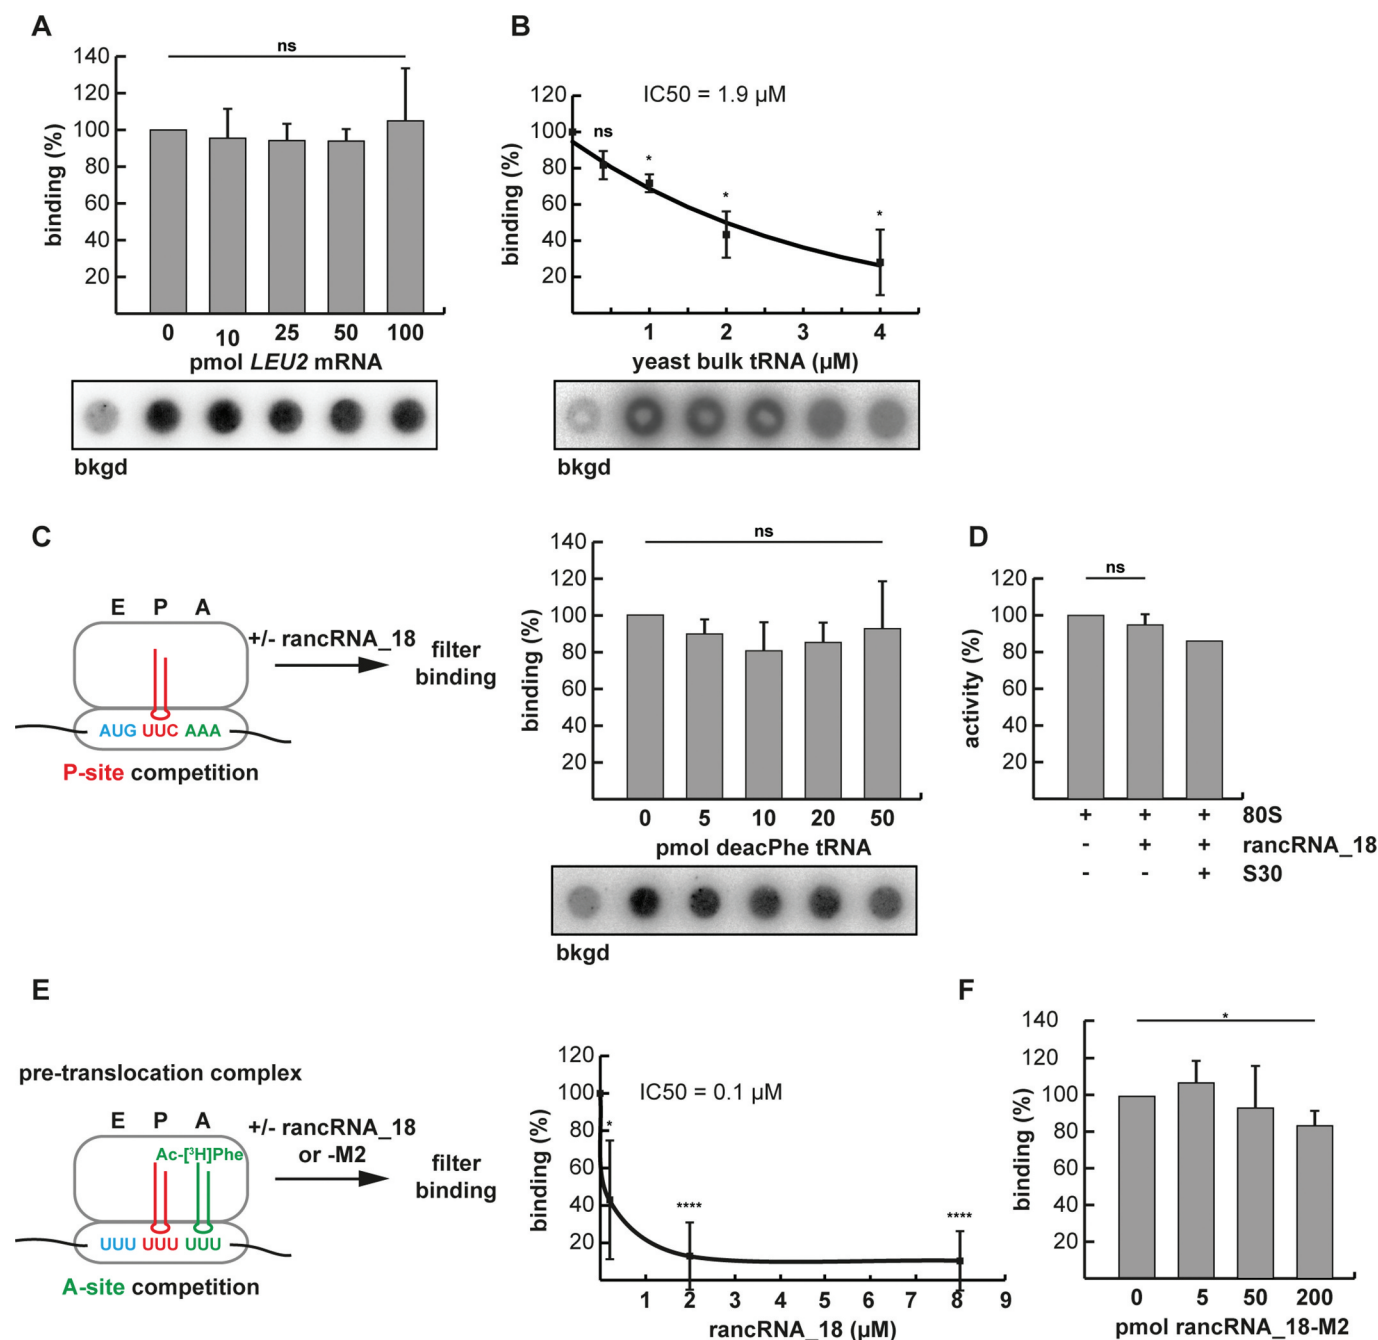 A
ns
140
120
100
80
60
40
20
binding (%)
0 10 25 50 100
pmol LEU2 mRNA
bkgd
B
IC50 = 1.9 µM
120
100
80
60
40
20
binding (%)
ns
*
*
*
1 2 3 4
yeast bulk tRNA (µM)
bkgd
C
E P A
+/- rancRNA_18
filter
binding
AUG UUC AAA
P-site competition
ns
140
120
100
80
60
40
20
binding (%)
0 5 10 20 50
pmol deacPhe tRNA
bkgd
D
120
100
80
60
40
20
activity (%)
ns
+ + + 80S
- + + rancRNA_18
- - + S30
E
pre-translocation complex
E P A
+/- rancRNA_18
or -M2
Ac-[³H]Phe
filter
binding
UUU UUU UUU
A-site competition
120
100
80
60
40
20
binding (%)
IC50 = 0.1 µM
*
****
****
1 2 3 4 5 6 7 8 9
rancRNA_18 (µM)
F
140
120
100
80
60
40
20
binding (%)
*
0 5 50 200
pmol rancRNA_18-M2